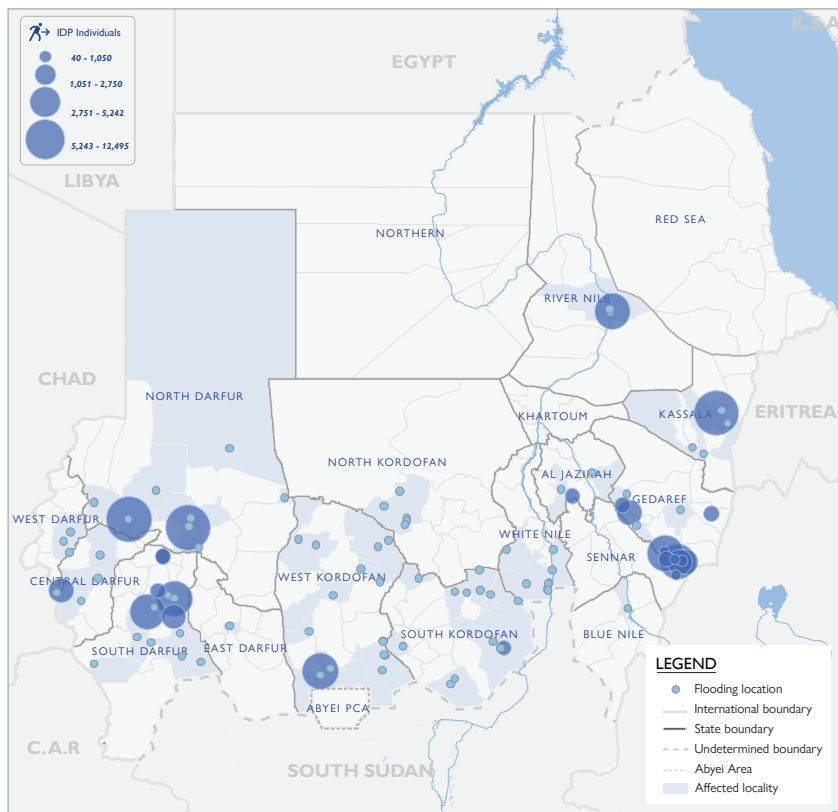 IDP Individuals
40 - 1,050
1,051 - 2,750
2,751 - 5,242
5,243 - 12,495
K.S.A
EGYPT
LIBYA
RED SEA
NORTHERN
RIVER NILE
CHAD
NORTH DARFUR
KHARTOUM
KASSALA
ERITREA
NORTH KORDOFAN
AL JAZIRAH
GEDAREF
WEST DARFUR
WHITE NILE
SENNAR
CENTRAL DARFUR
WEST KORDOFAN
SOUTH KORDOFAN
BLUE NILE
SOUTH DARFUR
EAST DARFUR
ABYEI PCA
C.A.R
SOUTH SUDAN
LEGEND
Flooding location
International boundary
State boundary
Undetermined boundary
Abyei Area
Affected locality